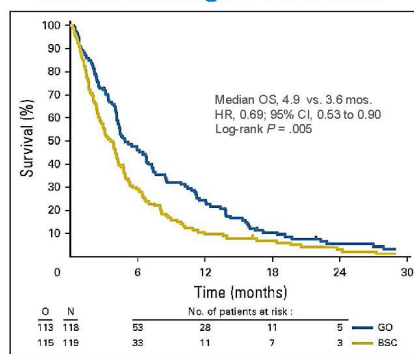 100
90
80
70
60
50
40
30
20
10
Survival (%)
Median OS, 4.9 vs. 3.6 mos.
HR, 0.69; 95% CI, 0.53 to 0.90
Log-rank P = .005
0 6 12 18 24 30
Time (months)
O N No. of patients at risk :
113 118 53 28 11 5 GO
115 119 33 11 7 3 BSC